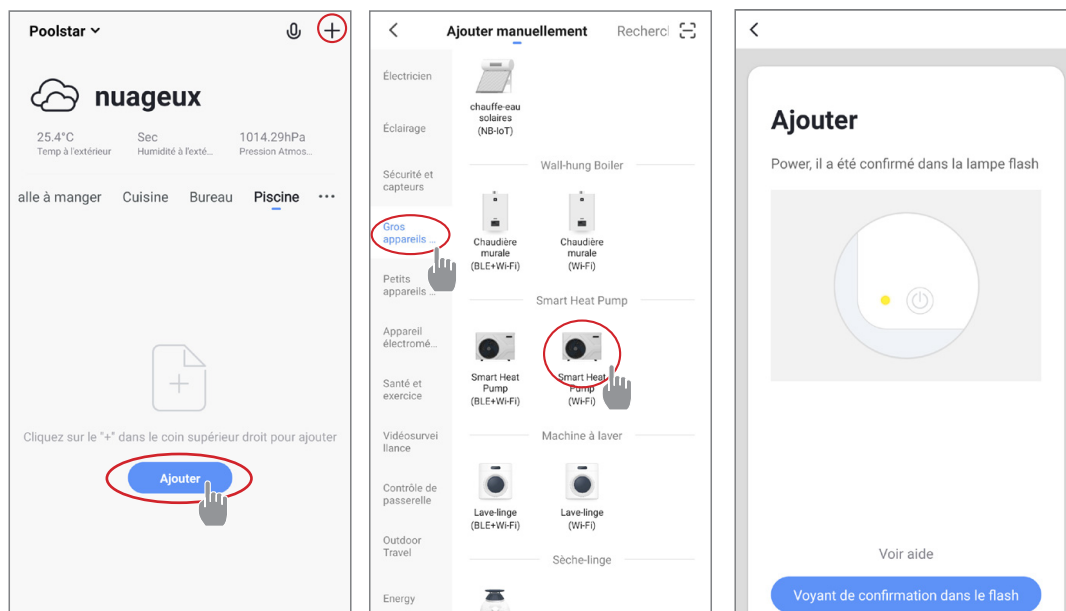 Poolstar
nuageux
25.4°C Sec 1014.29hPa
Temp à l'extérieur Humidité à l'exté... Pression Atmos...
alle à manger Cuisine Bureau Piscine ...
Cliquez sur le "+" dans le coin supérieur droit pour ajouter
Ajouter
Ajouter manuellement Recherc
Électricien
Éclairage
Sécurité et
capteurs
Gros
appareils ...
Petits
appareils ...
Appareil
électromé...
Santé et
exercice
Vidéosurvei
llance
Contrôle de
passerelle
Outdoor
Travel
Energy
chauffe-eau
solaires
(NB-IoT)
Wall-hung Boiler
Chaudière
murale
(BLE+Wi-Fi)
Chaudière
murale
(Wi-Fi)
Smart Heat Pump
Smart Heat
Pump
(BLE+Wi-Fi)
Smart Heat
Pump
(Wi-Fi)
Machine à laver
Lave-linge
(BLE+Wi-Fi)
Lave-linge
(Wi-Fi)
Sèche-linge
Ajouter
Power, il a été confirmé dans la lampe flash
Voir aide
Voyant de confirmation dans le flash